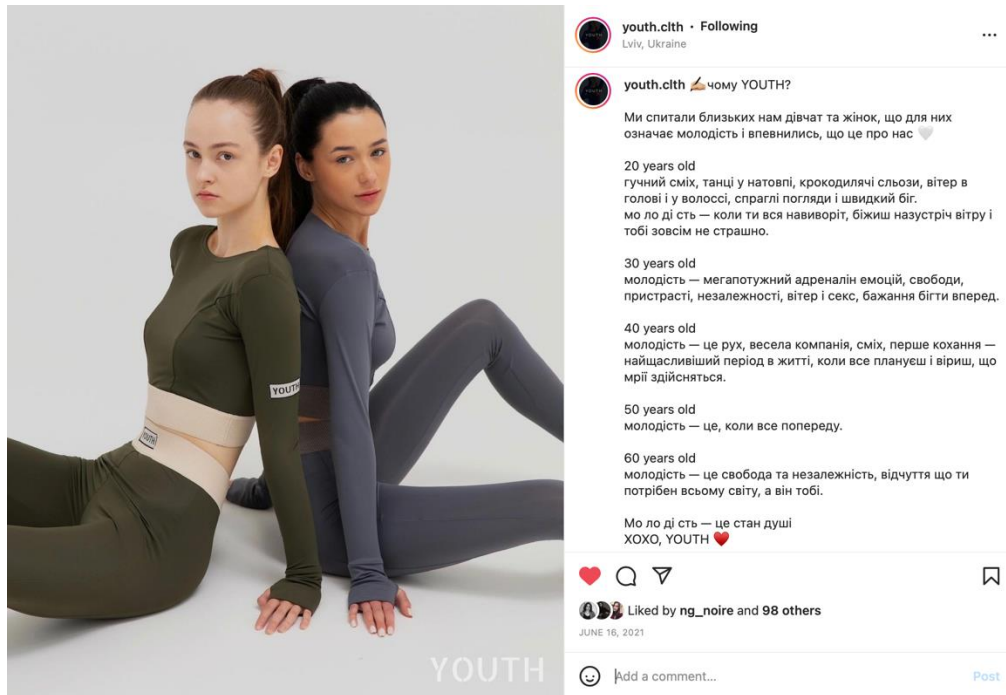 youth.clth • Following
Lviv, Ukraine
youth.clth ✍🏼чому YOUTH?
Ми спитали близьких нам дівчат та жінок, що для них
означає молодість і впевнились, що це про нас 🤍
20 years old
гучний сміх, танці у натовпі, крокодилячі сльози, вітер в
голові і у волоссі, спраглі погляди і швидкий біг.
мо ло ді сть — коли ти вся навиворіт, біжиш назустріч вітру і
тобі зовсім не страшно.
30 years old
молодість — мегапотужний адреналін емоцій, свободи,
пристрасті, незалежності, вітер і секс, бажання бігти вперед.
40 years old
молодість — це рух, весела компанія, сміх, перше кохання —
найщасливіший період в житті, коли все плануєш і віриш, що
мрії здійсняться.
50 years old
молодість — це, коли все попереду.
60 years old
молодість — це свобода та незалежність, відчуття що ти
потрібен всьому світу, а він тобі.
Мо ло ді сть — це стан душі
XOXO, YOUTH ♥️
Liked by ng_noire and 98 others
JUNE 16, 2021
Add a comment...
Post
YOUTH
YOUTH
YOUTH